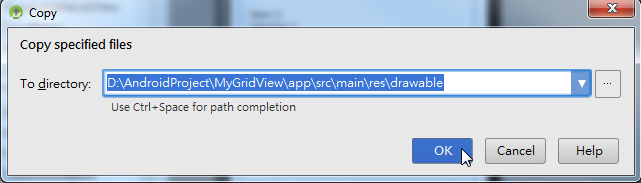 Copy
Copy specified files
To directory: D:\AndroidProject\MyGridView\app\src\main\res\drawable ...
Use Ctrl+Space for path completion
OK Cancel Help